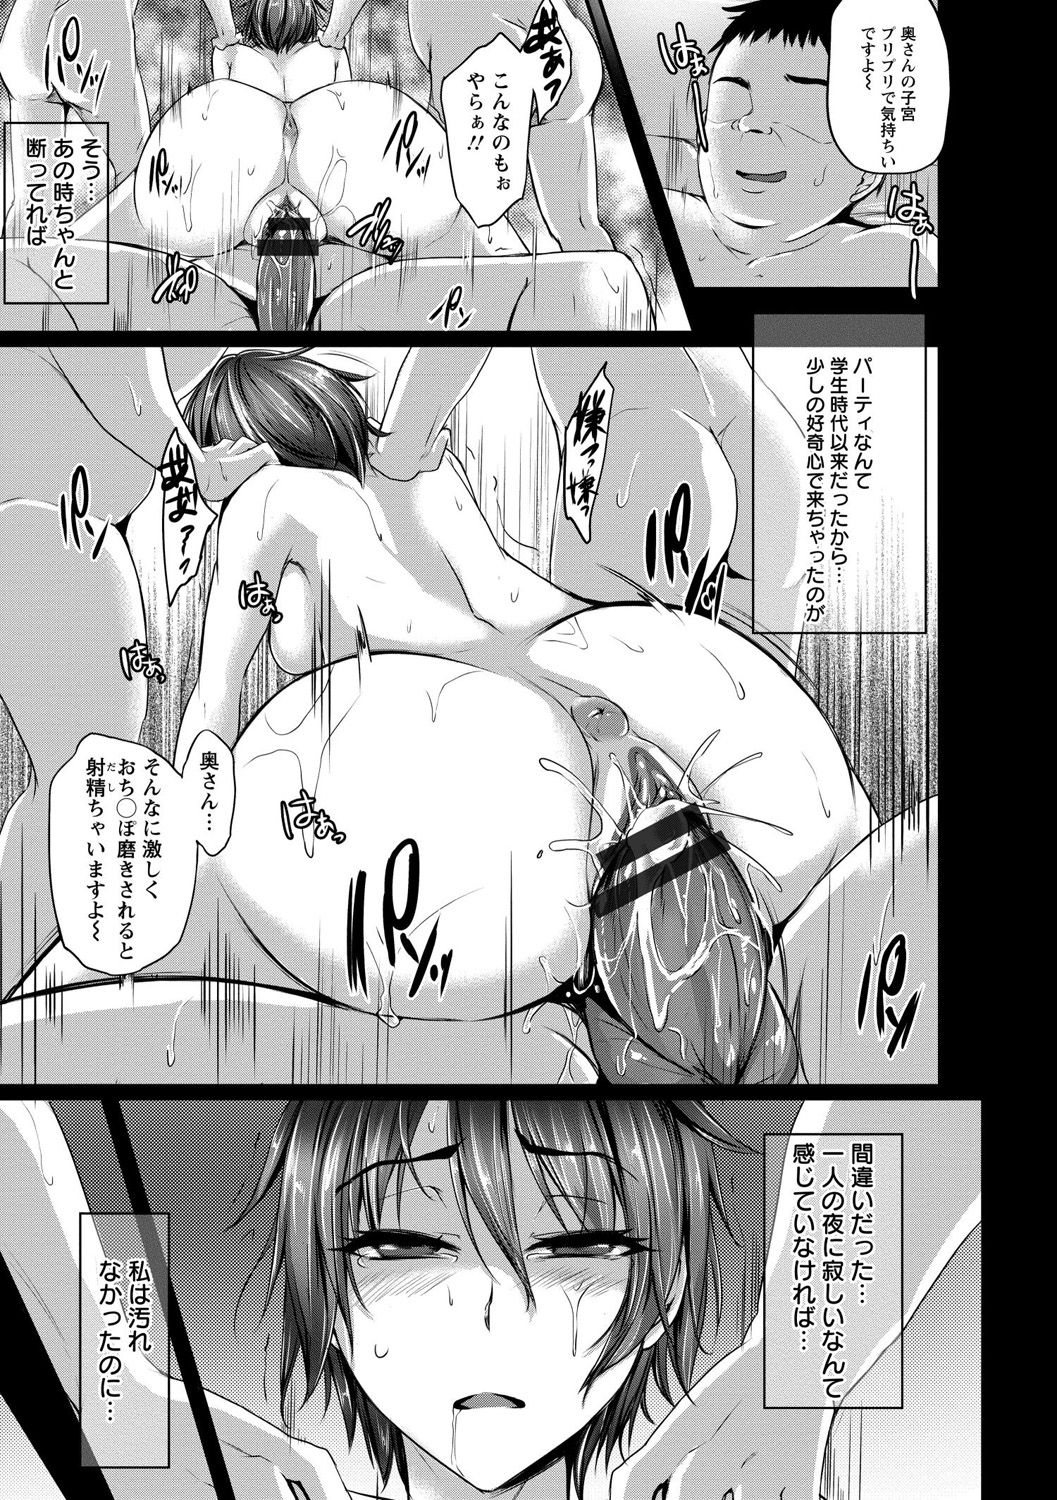 奥さんの子宮
プリプリで気持ちい
ですよ～
はぁー
はぁー
あぁっ
こんなのもぉ
やらぁ!!
そう…
あの時ちゃんと
断ってれば
パンッ
パンッ
パンッ
パーティなんて
学生時代以来だったから…
少しの好奇心で来ちゃったのが
嫌っ
嫌っ
あぁァっ
パンッ
パンッ
はぁっ
はぁっ
はぁっ
奥さん…
そんなに激しく
おち○ぽ磨きされると
射精ちゃいますよ～
だし
パンッ
パンッ
間違いだった…
一人の夜に寂しいなんて
感じていなければ…
私は汚れ
なかったのに…